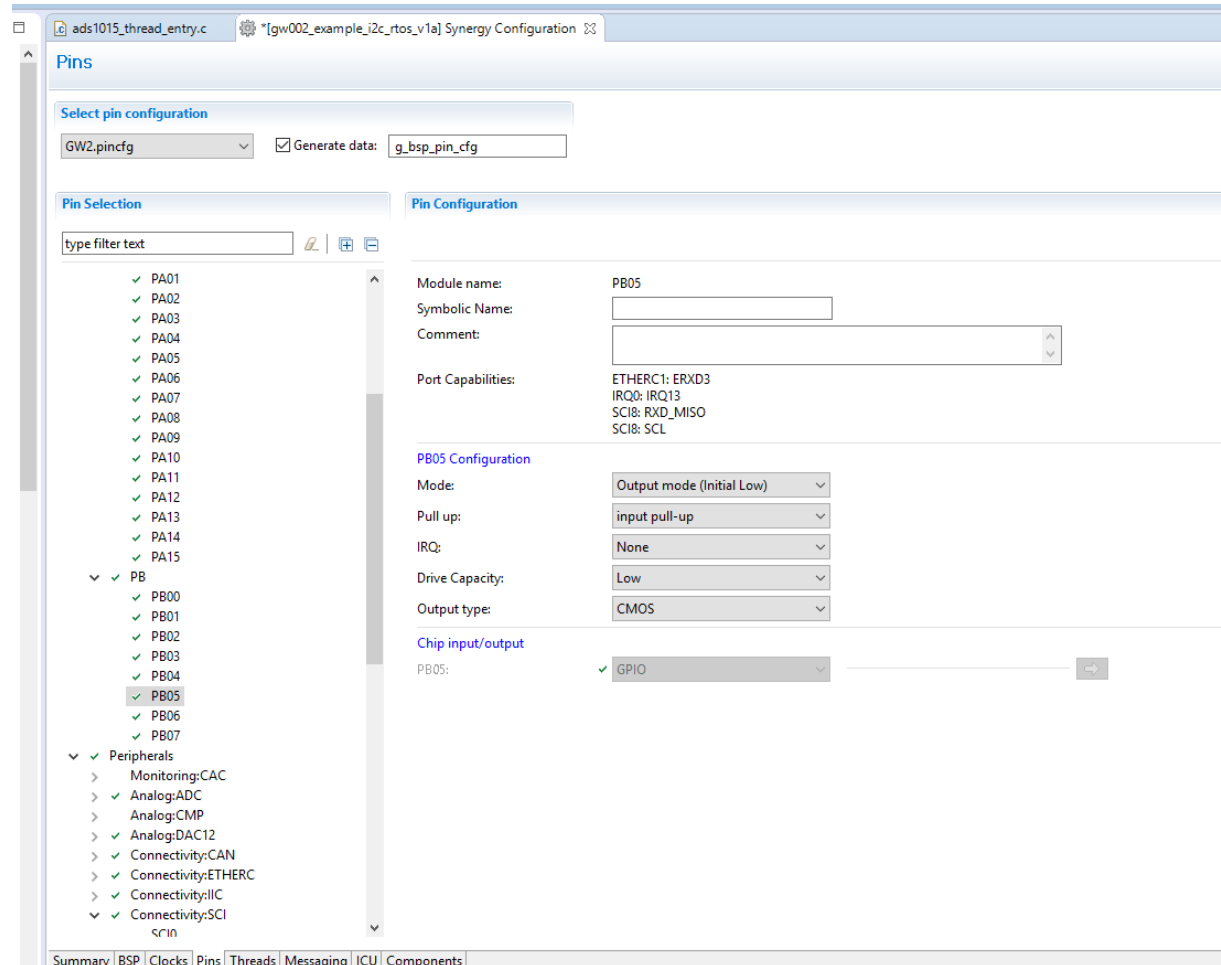 ads1015_thread_entry.c
*[gw002_example_i2c_rtos_v1a] Synergy Configuration
Pins
Select pin configuration
GW2.pincfg Generate data: g_bsp_pin_cfg
Pin Selection
type filter text
PA01
PA02
PA03
PA04
PA05
PA06
PA07
PA08
PA09
PA10
PA11
PA12
PA13
PA14
PA15
PB
PB00
PB01
PB02
PB03
PB04
PB05
PB06
PB07
Peripherals
Monitoring:CAC
Analog:ADC
Analog:CMP
Analog:DAC12
Connectivity:CAN
Connectivity:ETHERC
Connectivity:IIC
Connectivity:SCI
SCI0
Pin Configuration
Module name: PB05
Symbolic Name:
Comment:
Port Capabilities: ETHERC1: ERXD3
IRQ0: IRQ13
SCI8: RXD_MISO
SCI8: SCL
PB05 Configuration
Mode: Output mode (Initial Low)
Pull up: input pull-up
IRQ: None
Drive Capacity: Low
Output type: CMOS
Chip input/output
PB05: GPIO
Summary BSP Clocks Pins Threads Messaging ICU Components